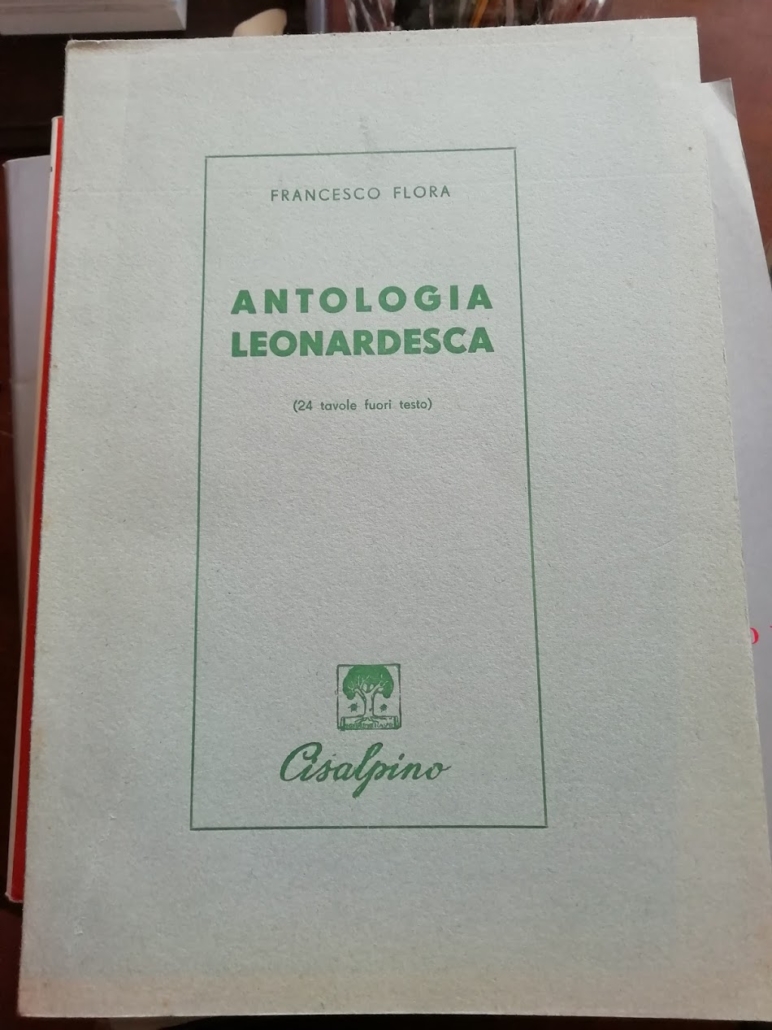 FRANCESCO FLORA
ANTOLOGIA
LEONARDESCA
(24 tavole fuori testo)
Cisalpino